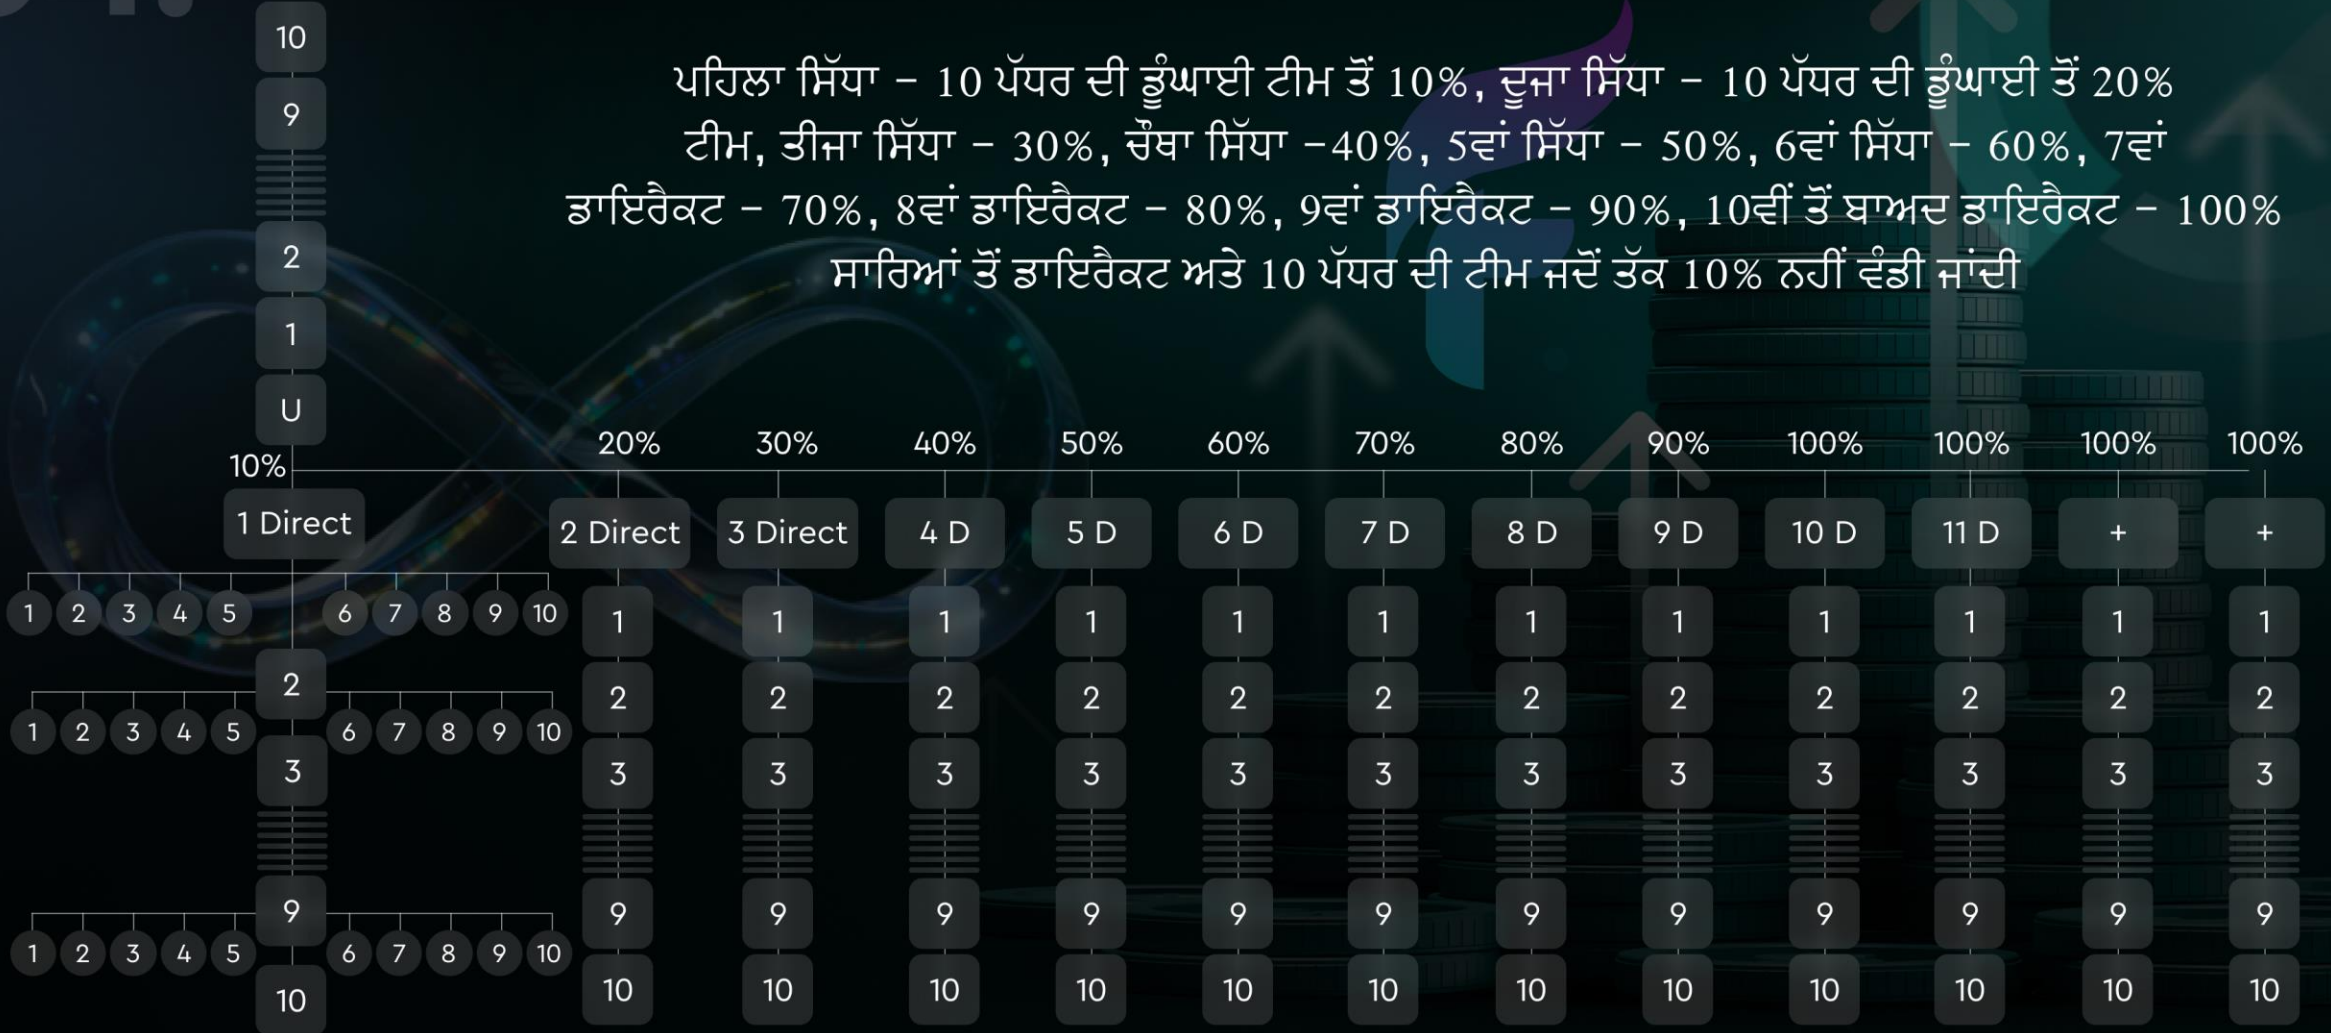 10
9
ਪਹਿਲਾ ਸਿੱਧਾ - 10 ਪੱਧਰ ਦੀ ਡੂੰਘਾਈ ਟੀਮ ਤੋਂ 10%, ਦੂਜਾ ਸਿੱਧਾ - 10 ਪੱਧਰ ਦੀ ਡੂੰਘਾਈ ਤੋਂ 20%
ਟੀਮ, ਤੀਜਾ ਸਿੱਧਾ - 30%, ਚੌਥਾ ਸਿੱਧਾ -40%, 5ਵਾਂ ਸਿੱਧਾ - 50%, 6ਵਾਂ ਸਿੱਧਾ - 60%, 7ਵਾਂ
ਡਾਇਰੈਕਟ - 70%, 8ਵਾਂ ਡਾਇਰੈਕਟ - 80%, 9ਵਾਂ ਡਾਇਰੈਕਟ - 90%, 10ਵੀਂ ਤੋਂ ਬਾਅਦ ਡਾਇਰੈਕਟ - 100%
ਸਾਰਿਆਂ ਤੋਂ ਡਾਇਰੈਕਟ ਅਤੇ 10 ਪੱਧਰ ਦੀ ਟੀਮ ਜਦੋਂ ਤੱਕ 10% ਨਹੀਂ ਵੰਡੀ ਜਾਂਦੀ
2
1
U
10% 20% 30% 40% 50% 60% 70% 80% 90% 100% 100% 100% 100%
1 Direct 2 Direct 3 Direct 4 D 5 D 6 D 7 D 8 D 9 D 10 D 11 D + +
1 2 3 4 5 6 7 8 9 10 1 1 1 1 1 1 1 1 1 1 1 1
2 2 2 2 2 2 2 2 2 2 2 2 2
1 2 3 4 5 6 7 8 9 10
3 3 3 3 3 3 3 3 3 3 3 3 3
9 9 9 9 9 9 9 9 9 9 9 9 9
1 2 3 4 5 6 7 8 9 10
10 10 10 10 10 10 10 10 10 10 10 10 10